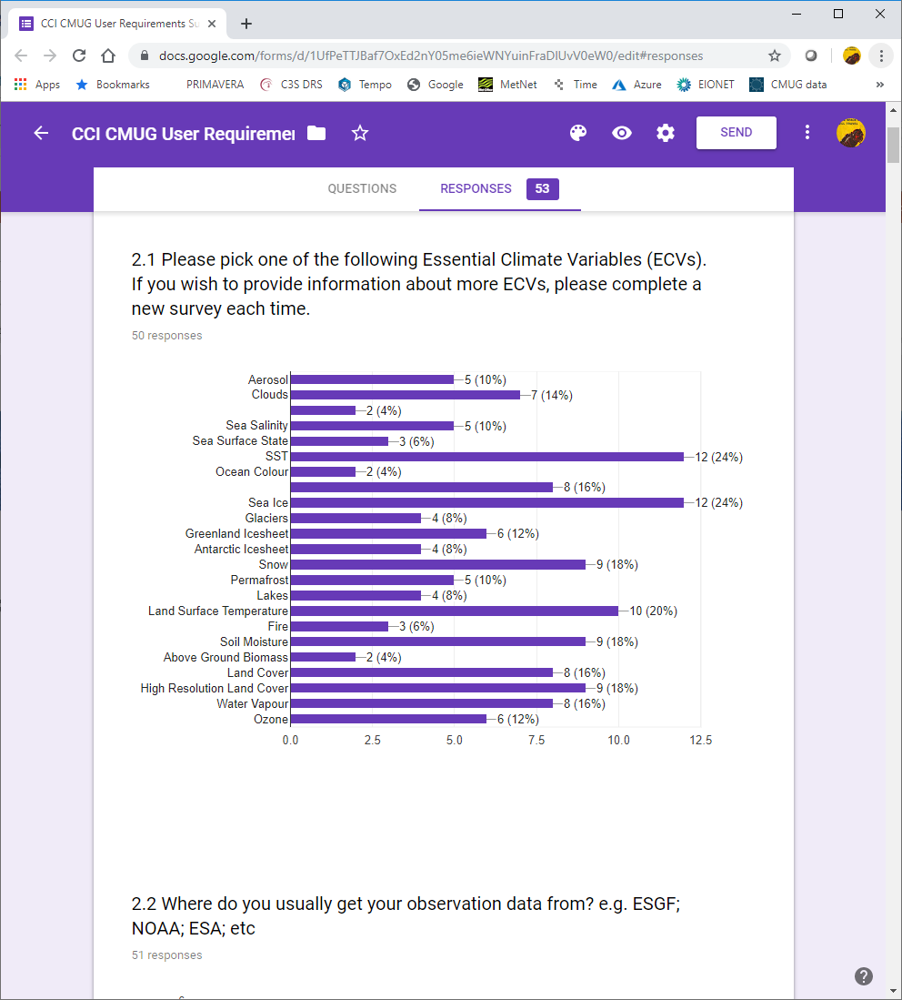 CCI CMUG User Requirements Su
docs.google.com/forms/d/1UfPeTTJBaf7OxEd2nY05me6ieWNYuinFraDlUvV0eW0/edit#responses
Apps Bookmarks PRIMAVERA C3S DRS Tempo Google MetNet Time Azure EIONET CMUG data »
CCI CMUG User Requiremen SEND
QUESTIONS RESPONSES 53
2.1 Please pick one of the following Essential Climate Variables (ECVs).
If you wish to provide information about more ECVs, please complete a
new survey each time.
50 responses
Aerosol 5 (10%)
Clouds 7 (14%)
2 (4%)
Sea Salinity 5 (10%)
Sea Surface State 3 (6%)
SST 12 (24%)
Ocean Colour 2 (4%)
8 (16%)
Sea Ice 12 (24%)
Glaciers 4 (8%)
Greenland Icesheet 6 (12%)
Antarctic Icesheet 4 (8%)
Snow 9 (18%)
Permafrost 5 (10%)
Lakes 4 (8%)
Land Surface Temperature 10 (20%)
Fire 3 (6%)
Soil Moisture 9 (18%)
Above Ground Biomass 2 (4%)
Land Cover 8 (16%)
High Resolution Land Cover 9 (18%)
Water Vapour 8 (16%)
Ozone 6 (12%)
0.0 2.5 5.0 7.5 10.0 12.5
2.2 Where do you usually get your observation data from? e.g. ESGF;
NOAA; ESA; etc
51 responses